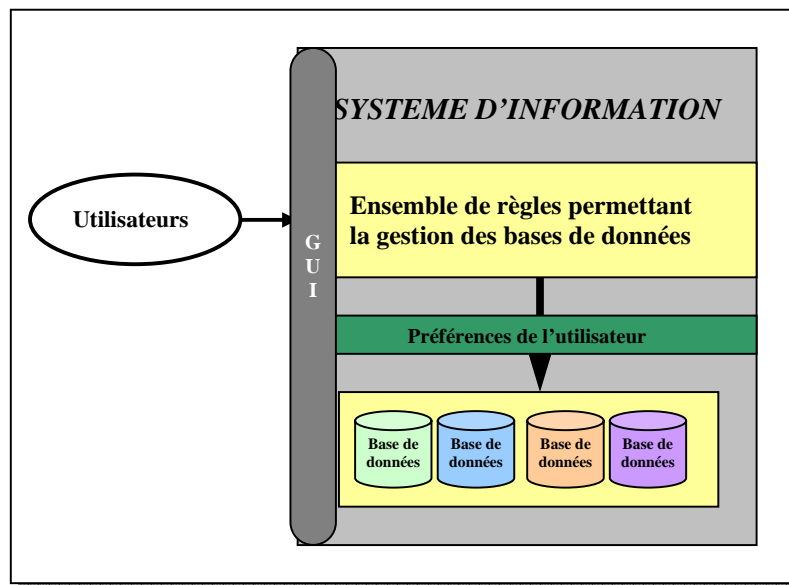 SYSTEME D'INFORMATION
Utilisateurs
G
U
I
Ensemble de règles permettant
la gestion des bases de données
Préférences de l'utilisateur
Base de
données
Base de
données
Base de
données
Base de
données